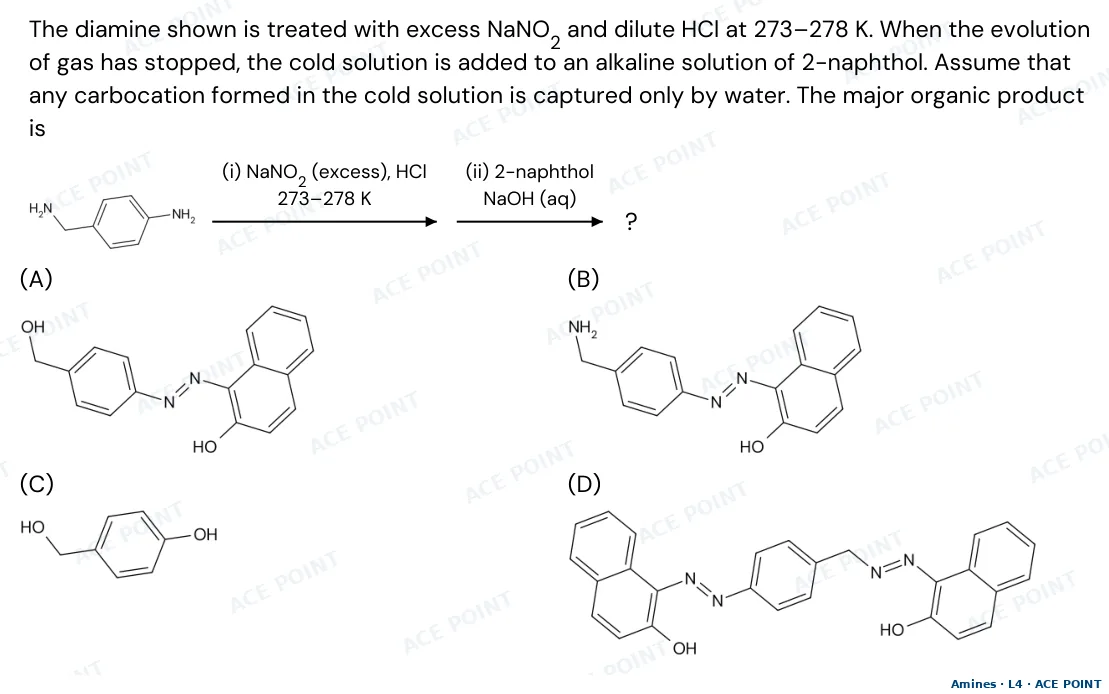 The diamine shown is treated with excess NaNO2 and dilute HCl at 273–278 K. When the evolution
of gas has stopped, the cold solution is added to an alkaline solution of 2-naphthol. Assume that
any carbocation formed in the cold solution is captured only by water. The major organic product
is
(i) NaNO2 (excess), HCl
273–278 K
(ii) 2-naphthol
NaOH (aq)
H2N
NH2
?
(A)
(B)
OH
N
N
HO
NH2
N
N
HO
(C)
(D)
HO
OH
N
N
OH
N
N
HO
ACE POINT
Amines · L4 · ACE POINT